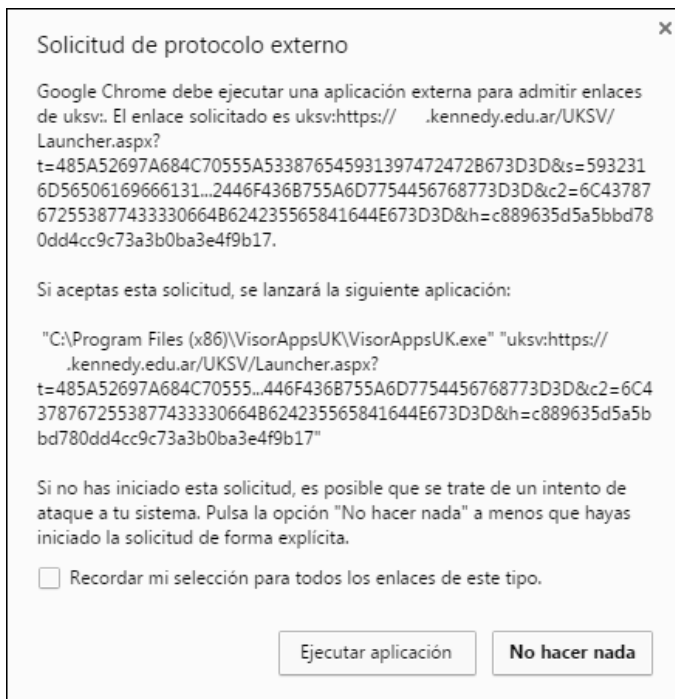 Solicitud de protocolo externo
Google Chrome debe ejecutar una aplicación externa para admitir enlaces
de uksv:. El enlace solicitado es uksv:https:// .kennedy.edu.ar/UKSV/
Launcher.aspx?
t=485A52697A684C70555A533876545931397472472B673D3D&s=593231
6D56506169666131...2446F436B755A6D7754456768773D3D&c2=6C43787
6725538774333306​64B624235565841644E673D3D&h=c889635d5a5bbd78
0dd4cc9c73a3b0ba3e4f9b17.
Si aceptas esta solicitud, se lanzará la siguiente aplicación:
"C:\Program Files (x86)\VisorAppsUK\VisorAppsUK.exe" "uksv:https://
.kennedy.edu.ar/UKSV/Launcher.aspx?
t=485A52697A684C70555...446F436B755A6D7754456768773D3D&c2=6C4
3787672553877433330664B624235565841644E673D3D&h=c889635d5a5b
bd780dd4cc9c73a3b0ba3e4f9b17"
Si no has iniciado esta solicitud, es posible que se trate de un intento de
ataque a tu sistema. Pulsa la opción "No hacer nada" a menos que hayas
iniciado la solicitud de forma explícita.
Recordar mi selección para todos los enlaces de este tipo.
Ejecutar aplicación
No hacer nada